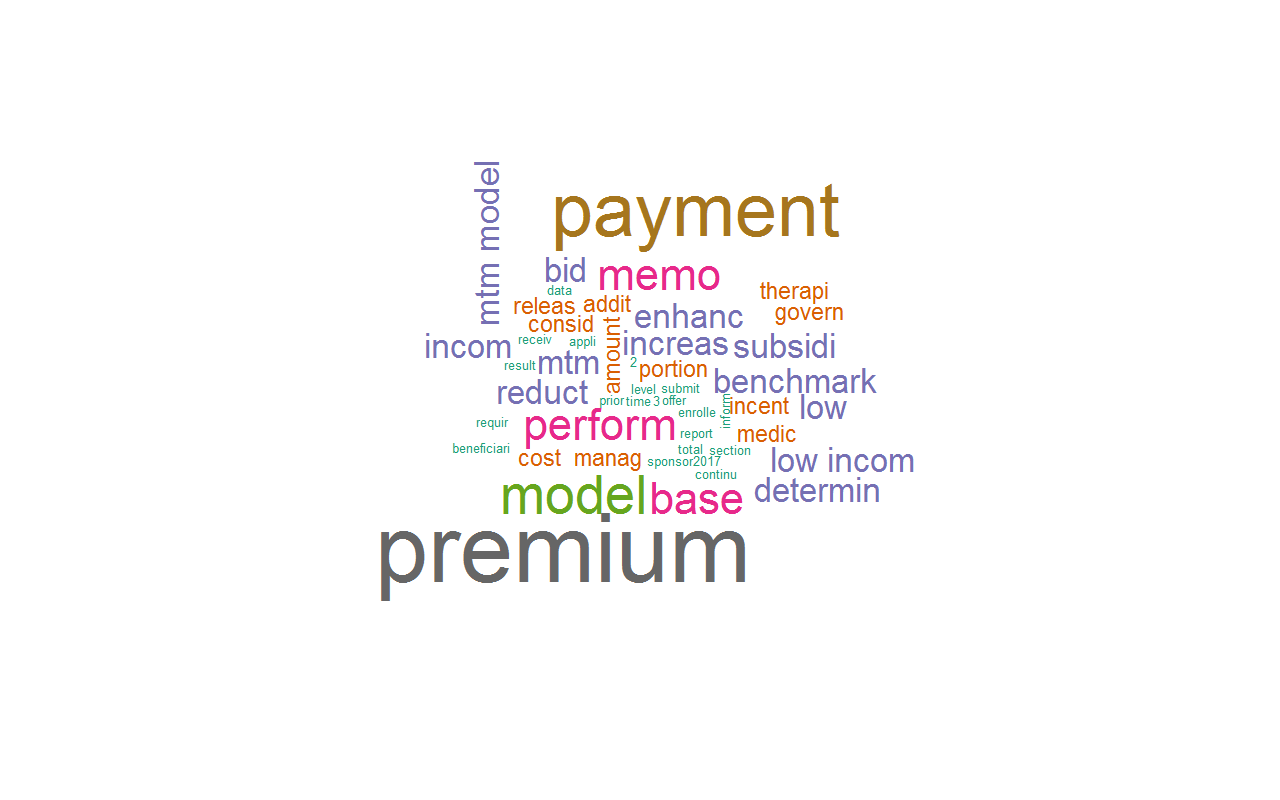 mtm model
payment
bid
memo
data
therapi
releas
addit
govern
consid
enhanc
amount
receiv
appli
incom
increas
subsidi
result
mtm
2
portion
reduct
level
submit
benchmark
prior
time
3
offer
enrolle
inform
incent
low
requir
perform
report
medic
beneficiari
cost
manag
total
section
sponsor
2017
low incom
continu
model
base
determin
premium